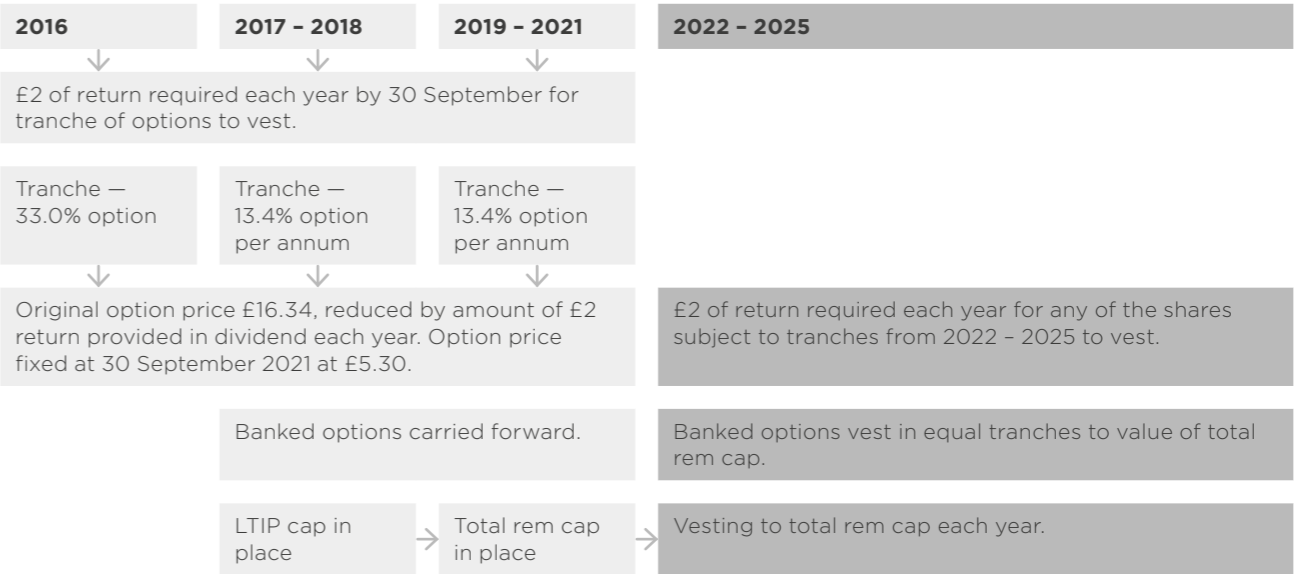 2016
2017 – 2018
2019 – 2021
2022 – 2025
£2 of return required each year by 30 September for
tranche of options to vest.
Tranche —
33.0% option
Tranche —
13.4% option
per annum
Tranche —
13.4% option
per annum
Original option price £16.34, reduced by amount of £2
return provided in dividend each year. Option price
fixed at 30 September 2021 at £5.30.
£2 of return required each year for any of the shares
subject to tranches from 2022 – 2025 to vest.
Banked options carried forward.
Banked options vest in equal tranches to value of total
rem cap.
LTIP cap in
place
Total rem cap
in place
Vesting to total rem cap each year.